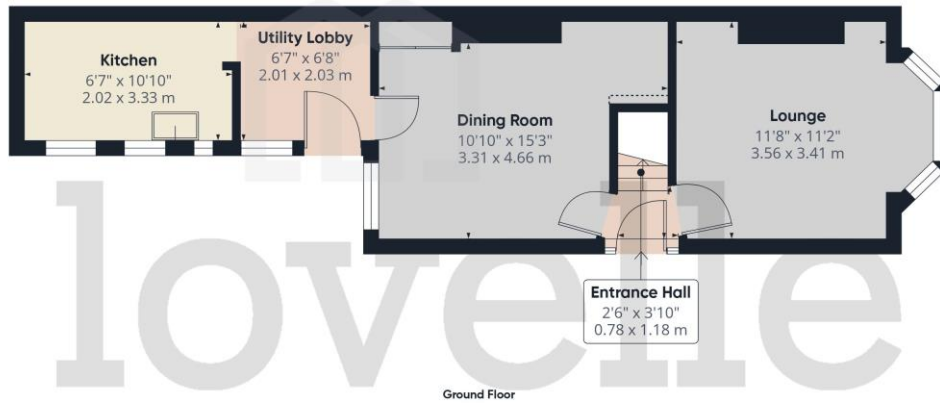 Kitchen
6'7" x 10'10"
2.02 x 3.33 m
Utility Lobby
6'7" x 6'8"
2.01 x 2.03 m
Dining Room
10'10" x 15'3"
3.31 x 4.66 m
Lounge
11'8" x 11'2"
3.56 x 3.41 m
Entrance Hall
2'6" x 3'10"
0.78 x 1.18 m
lovelle
Ground Floor